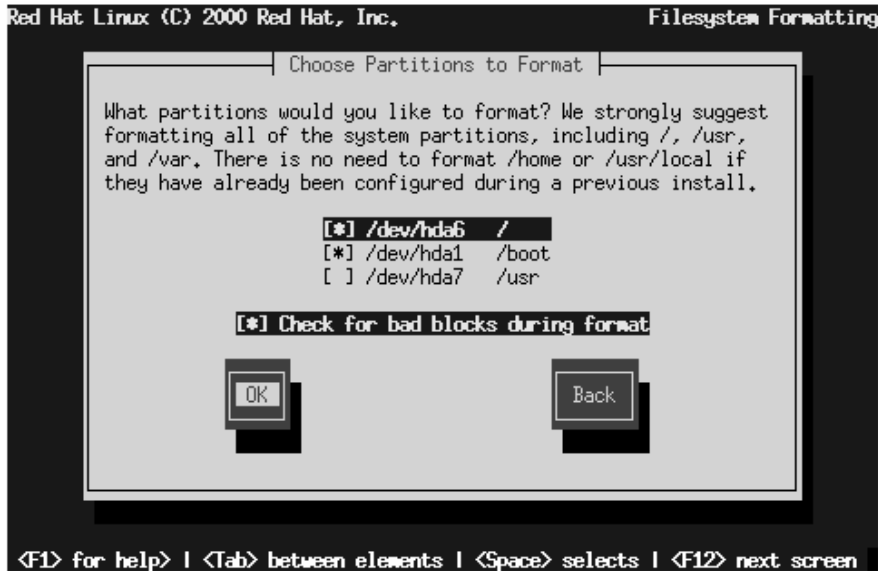 Red Hat Linux (C) 2000 Red Hat, Inc. Filesystem Formatting
Choose Partitions to Format
What partitions would you like to format? We strongly suggest
formatting all of the system partitions, including /, /usr,
and /var. There is no need to format /home or /usr/local if
they have already been configured during a previous install.
[*] /dev/hda6 /
[*] /dev/hda1 /boot
[ ] /dev/hda7 /usr
[*] Check for bad blocks during format
OK Back
<F1> for help> | <Tab> between elements | <Space> selects | <F12> next screen